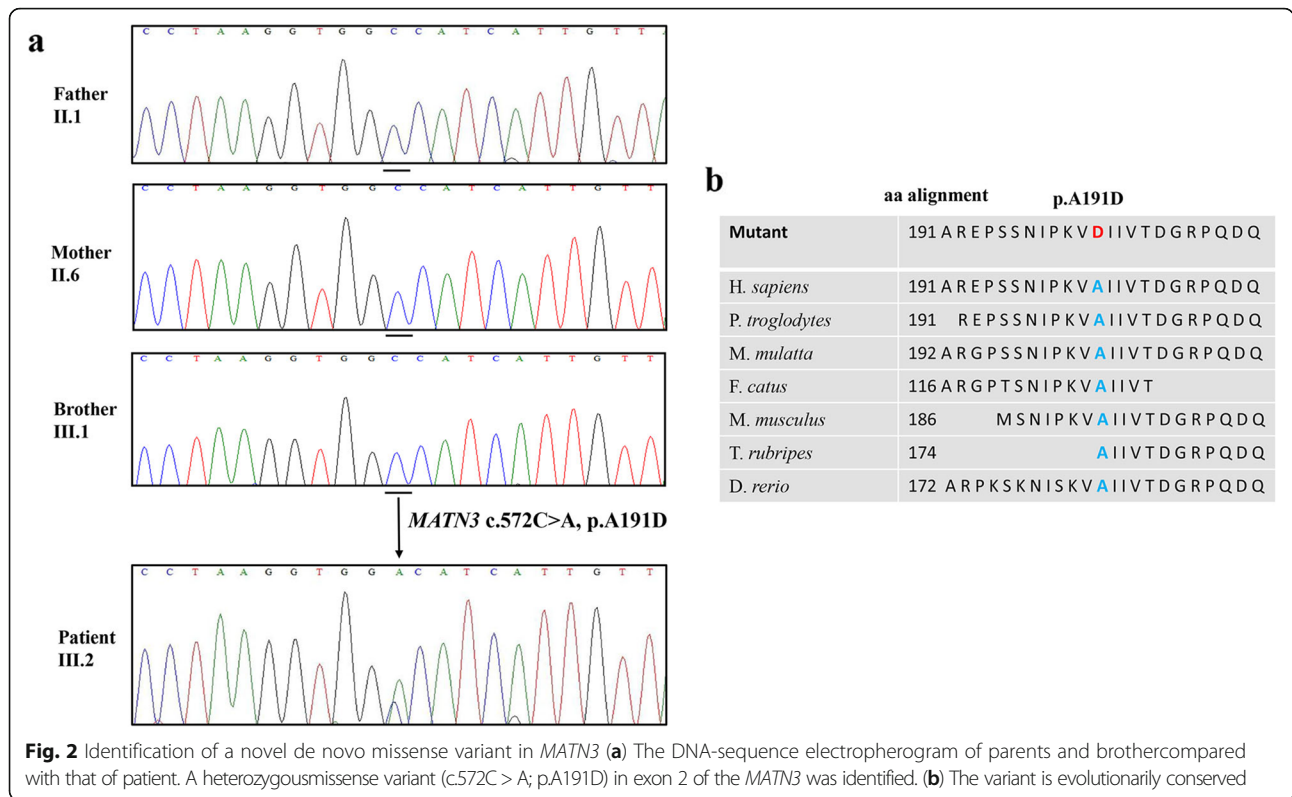 a
C C T A A G G T G G C C A T C A T T G T T A
Father
II.1
C C T A A G G T G G C C A T C A T T G T T
Mother
II.6
C C T A A G G T G G C C A T C A T T G T T
Brother
III.1
MATN3 c.572C>A, p.A191D
C C T A A G G T G G A C A T C A T T G T T
Patient
III.2
b
aa alignment p.A191D
Mutant 191 A R E P S S N I P K V D I I V T D G R P Q D Q
H. sapiens 191 A R E P S S N I P K V A I I V T D G R P Q D Q
P. troglodytes 191 R E P S S N I P K V A I I V T D G R P Q D Q
M. mulatta 192 A R G P S S N I P K V A I I V T D G R P Q D Q
F. catus 116 A R G P T S N I P K V A I I V T
M. musculus 186 M S N I P K V A I I V T D G R P Q D Q
T. rubripes 174 A I I V T D G R P Q D Q
D. rerio 172 A R P K S K N I S K V A I I V T D G R P Q D Q
Fig. 2 Identification of a novel de novo missense variant in MATN3 (a) The DNA-sequence electropherogram of parents and brothercompared
with that of patient. A heterozygousmissense variant (c.572C > A; p.A191D) in exon 2 of the MATN3 was identified. (b) The variant is evolutionarily conserved